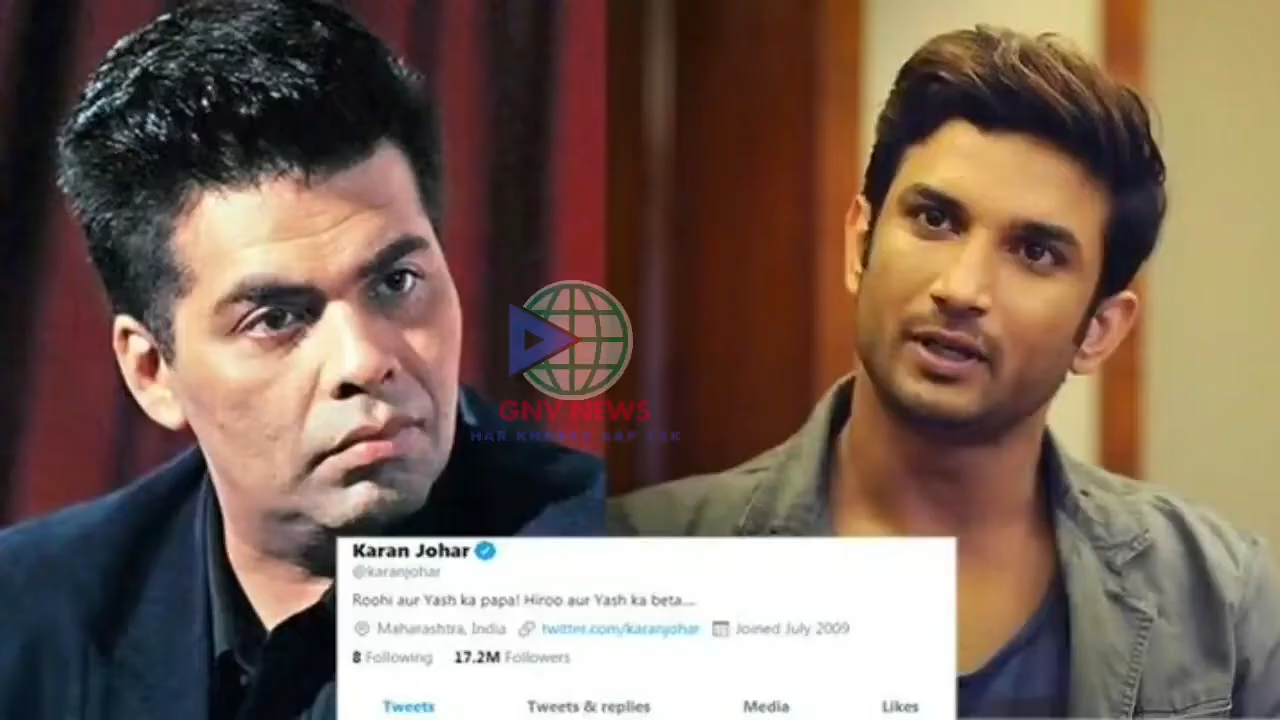 GNV NEWS
HAR KHABAR AAP TAK
Karan Johar
@karanjohar
Roohi aur Yash ka papa! Hiroo aur Yash ka beta....
Maharashtra, India twitter.com/karanjohar Joined July 2009
8 Following 17.2M Followers
Tweets Tweets & replies Media Likes